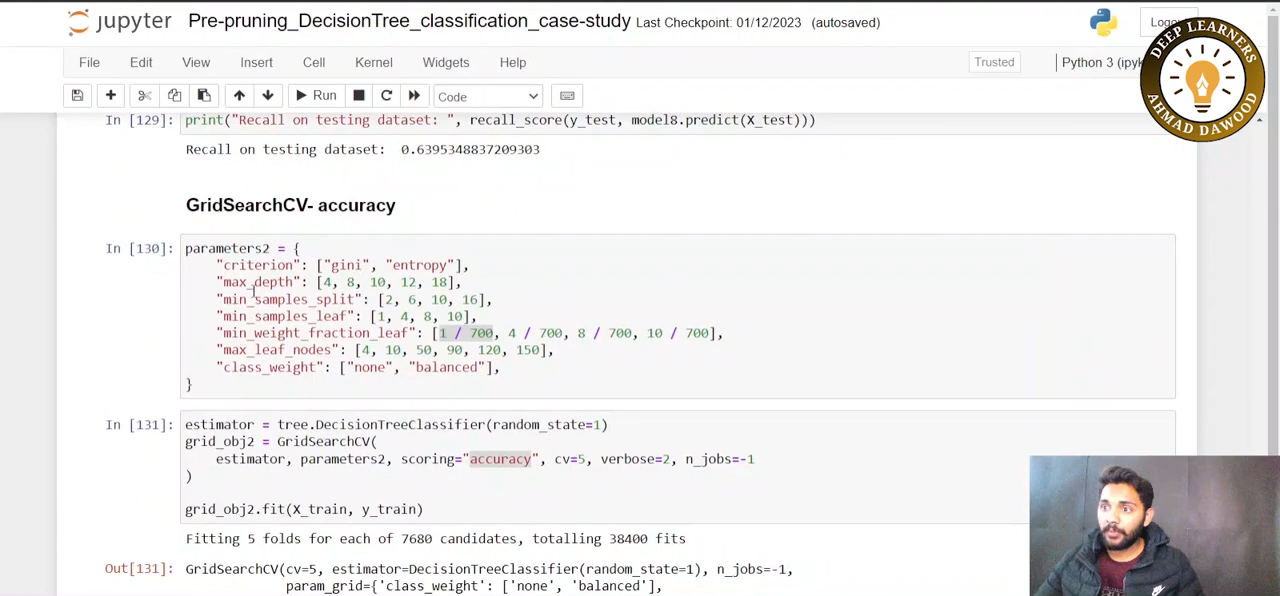 jupyter Pre-pruning_DecisionTree_classification_case-study Last Checkpoint: 01/12/2023 (autosaved)
DEEP LEARNERS
AHMAD DAWOOD
File Edit View Insert Cell Kernel Widgets Help Trusted Python 3
Run Code
In [129]: print("Recall on testing dataset: ", recall_score(y_test, model8.predict(X_test)))
Recall on testing dataset: 0.6395348837209303
GridSearchCV- accuracy
In [130]: parameters2 = {
"criterion": ["gini", "entropy"],
"max_depth": [4, 8, 10, 12, 18],
"min_samples_split": [2, 6, 10, 16],
"min_samples_leaf": [1, 4, 8, 10],
"min_weight_fraction_leaf": [1 / 700, 4 / 700, 8 / 700, 10 / 700],
"max_leaf_nodes": [4, 10, 50, 90, 120, 150],
"class_weight": ["none", "balanced"],
}
In [131]: estimator = tree.DecisionTreeClassifier(random_state=1)
grid_obj2 = GridSearchCV(
estimator, parameters2, scoring="accuracy", cv=5, verbose=2, n_jobs=-1
)
grid_obj2.fit(X_train, y_train)
Fitting 5 folds for each of 7680 candidates, totalling 38400 fits
Out[131]: GridSearchCV(cv=5, estimator=DecisionTreeClassifier(random_state=1), n_jobs=-1,
param_grid={'class_weight': ['none', 'balanced'],